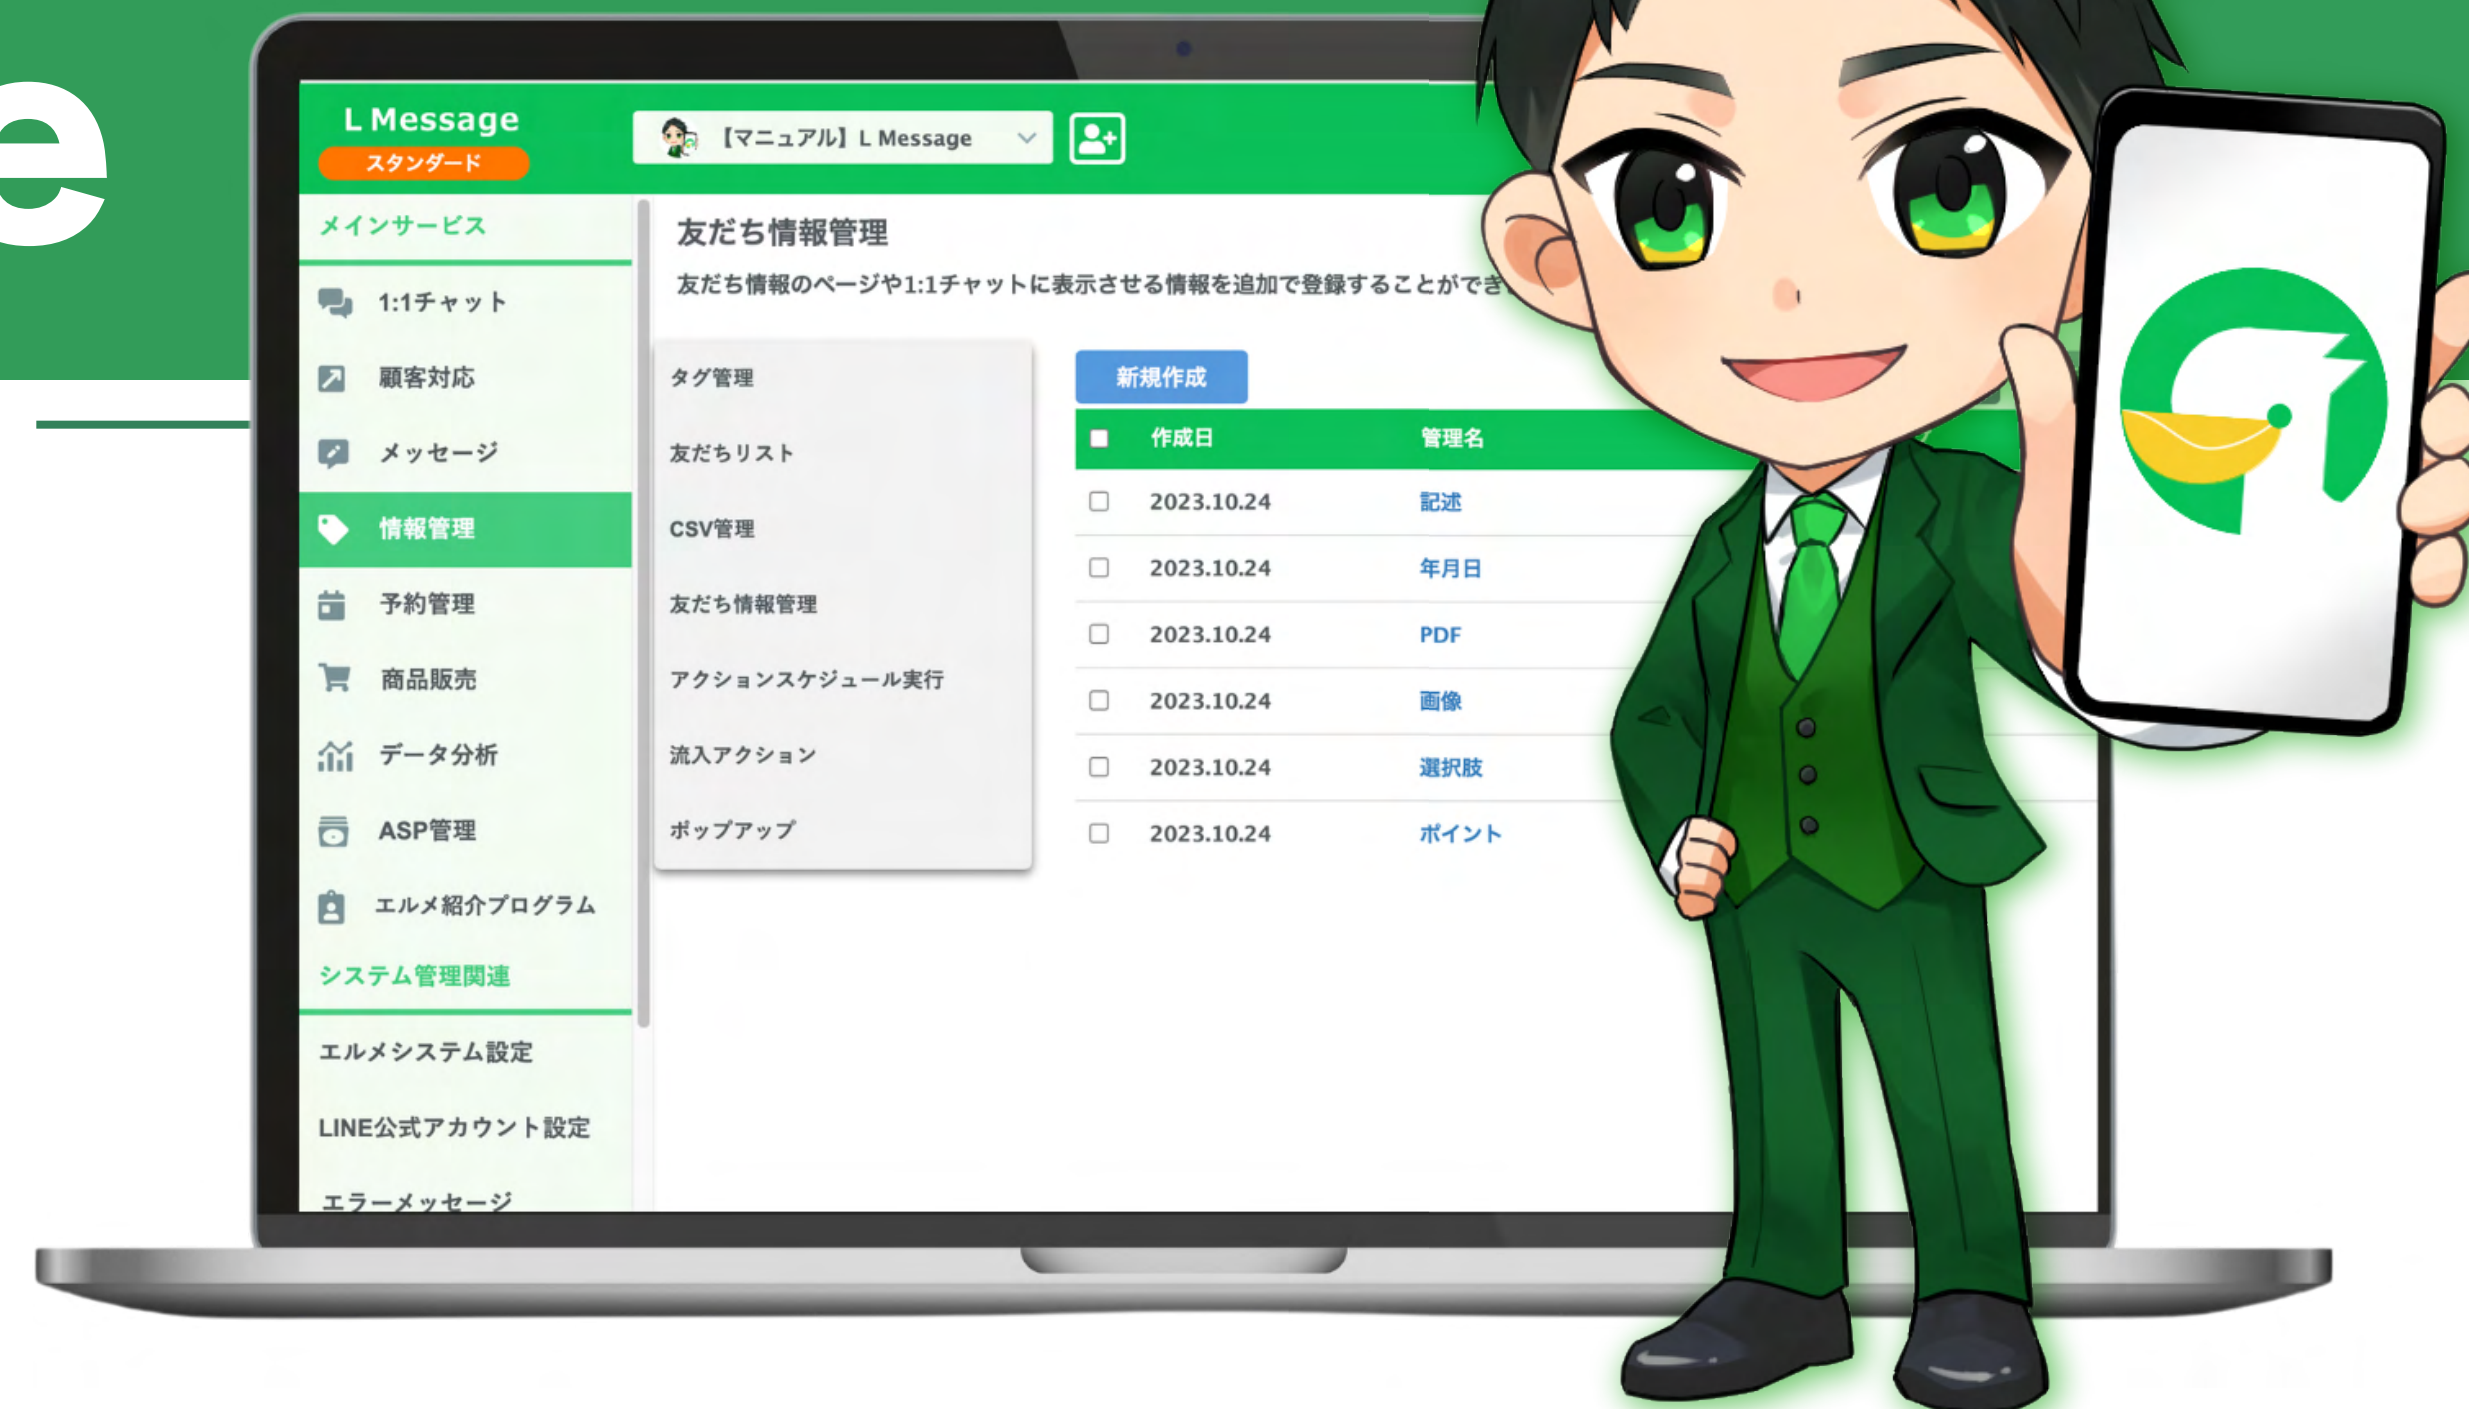 e
L Message
スタンダード
【マニュアル】L Message
メインサービス
1:1チャット
顧客対応
メッセージ
情報管理
予約管理
商品販売
データ分析
ASP管理
エルメ紹介プログラム
システム管理関連
エルメシステム設定
LINE公式アカウント設定
エラーメッセージ
友だち情報管理
友だち情報のページや1:1チャットに表示させる情報を追加で登録することができ
タグ管理
友だちリスト
CSV管理
友だち情報管理
アクションスケジュール実行
流入アクション
ポップアップ
新規作成
作成日 管理名
2023.10.24 記述
2023.10.24 年月日
2023.10.24 PDF
2023.10.24 画像
2023.10.24 選択肢
2023.10.24 ポイント